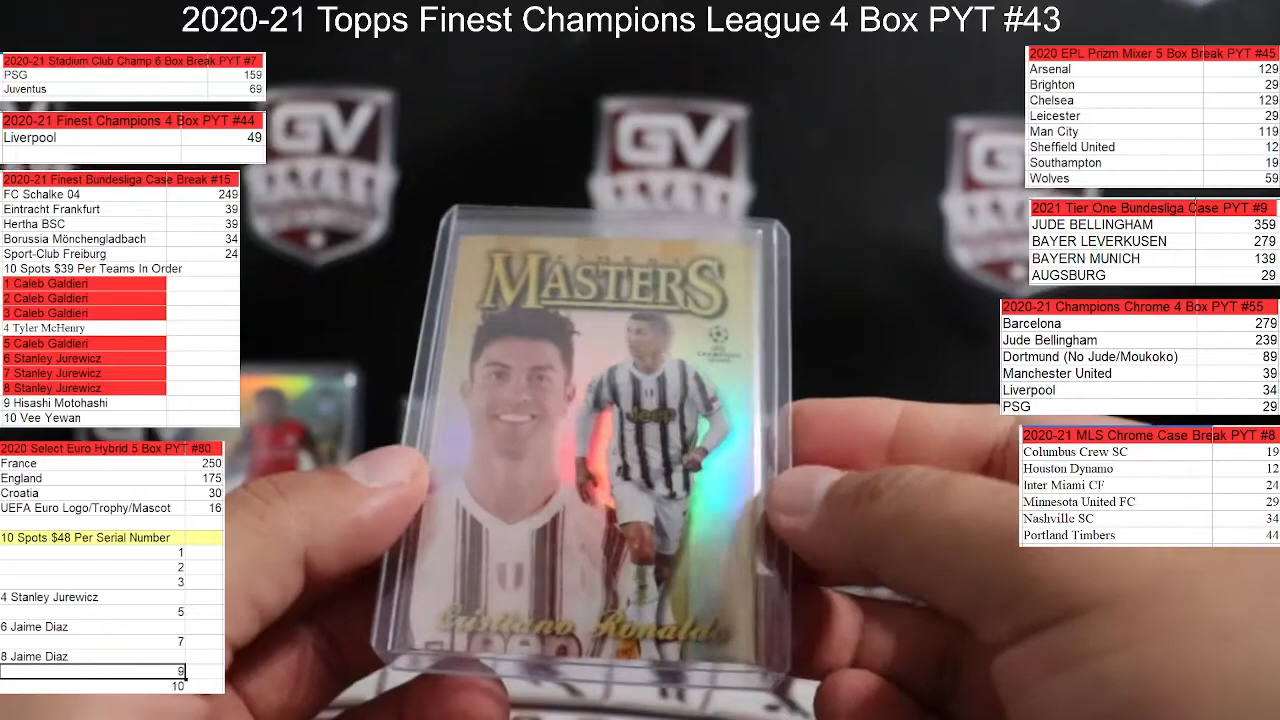 2020-21 Topps Finest Champions League 4 Box PYT #43
2020-21 Stadium Club Champ 6 Box Break PYT #7
PSG 159
Juventus 69
2020-21 Finest Champions 4 Box PYT #44
Liverpool 49
2020-21 Finest Bundesliga Case Break #15
FC Schalke 04 249
Eintracht Frankfurt 39
Hertha BSC 39
Borussia Mönchengladbach 34
Sport-Club Freiburg 24
10 Spots $39 Per Teams In Order
1 Caleb Galdieri
2 Caleb Galdieri
3 Caleb Galdieri
4 Tyler McHenry
5 Caleb Galdieri
6 Stanley Jurewicz
7 Stanley Jurewicz
8 Stanley Jurewicz
9 Hisashi Motohashi
10 Vee Yewan
2020 Select Euro Hybrid 5 Box PYT #80
France 250
England 175
Croatia 30
UEFA Euro Logo/Trophy/Mascot 16
10 Spots $48 Per Serial Number
1
2
3
4 Stanley Jurewicz
5
6 Jaime Diaz
7
8 Jaime Diaz
9
10
GV
GV
GV
MASTERS
CHAMPIONS
Jeep
Cristiano Ronaldo
2020 EPL Prizm Mixer 5 Box Break PYT #45
Arsenal 129
Brighton 29
Chelsea 129
Leicester 29
Man City 119
Sheffield United 12
Southampton 19
Wolves 59
2021 Tier One Bundesliga Case PYT #9
JUDE BELLINGHAM 359
BAYER LEVERKUSEN 279
BAYERN MUNICH 139
AUGSBURG 29
2020-21 Champions Chrome 4 Box PYT #55
Barcelona 279
Jude Bellingham 239
Dortmund (No Jude/Moukoko) 89
Manchester United 39
Liverpool 34
PSG 29
2020-21 MLS Chrome Case Break PYT #8
Columbus Crew SC 19
Houston Dynamo 12
Inter Miami CF 24
Minnesota United FC 29
Nashville SC 34
Portland Timbers 44